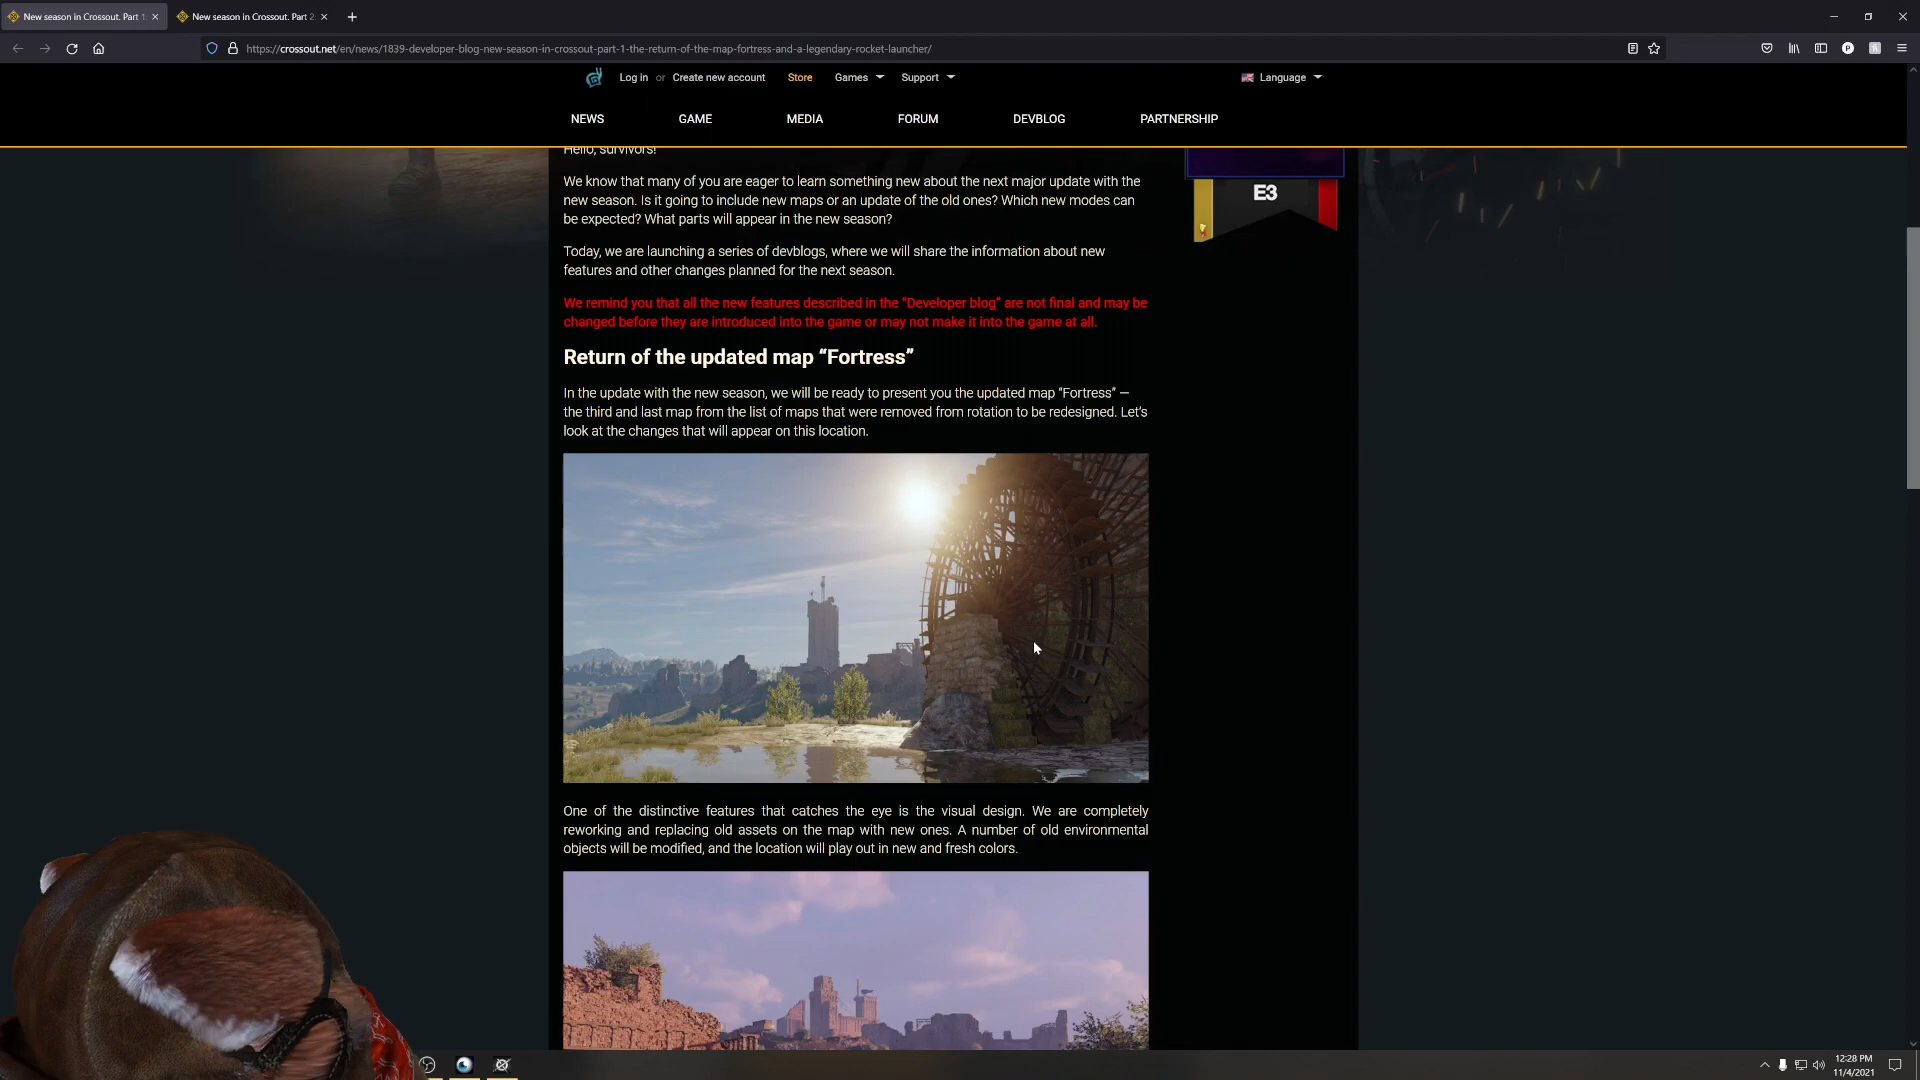 New season in Crossout. Part 1
New season in Crossout. Part 2
https://crossout.net/en/news/1839-developer-blog-new-season-in-crossout-part-1-the-return-of-the-map-fortress-and-a-legendary-rocket-launcher/
Log in or Create new account Store Games Support Language
NEWS GAME MEDIA FORUM DEVBLOG PARTNERSHIP
Hello, survivors!
We know that many of you are eager to learn something new about the next major update with the
new season. Is it going to include new maps or an update of the old ones? Which new modes can
be expected? What parts will appear in the new season?
E3
Today, we are launching a series of devblogs, where we will share the information about new
features and other changes planned for the next season.
We remind you that all the new features described in the “Developer blog” are not final and may be
changed before they are introduced into the game or may not make it into the game at all.
Return of the updated map “Fortress”
In the update with the new season, we will be ready to present you the updated map “Fortress” —
the third and last map from the list of maps that were removed from rotation to be redesigned. Let's
look at the changes that will appear on this location.
One of the distinctive features that catches the eye is the visual design. We are completely
reworking and replacing old assets on the map with new ones. A number of old environmental
objects will be modified, and the location will play out in new and fresh colors.
12:28 PM
11/4/2021